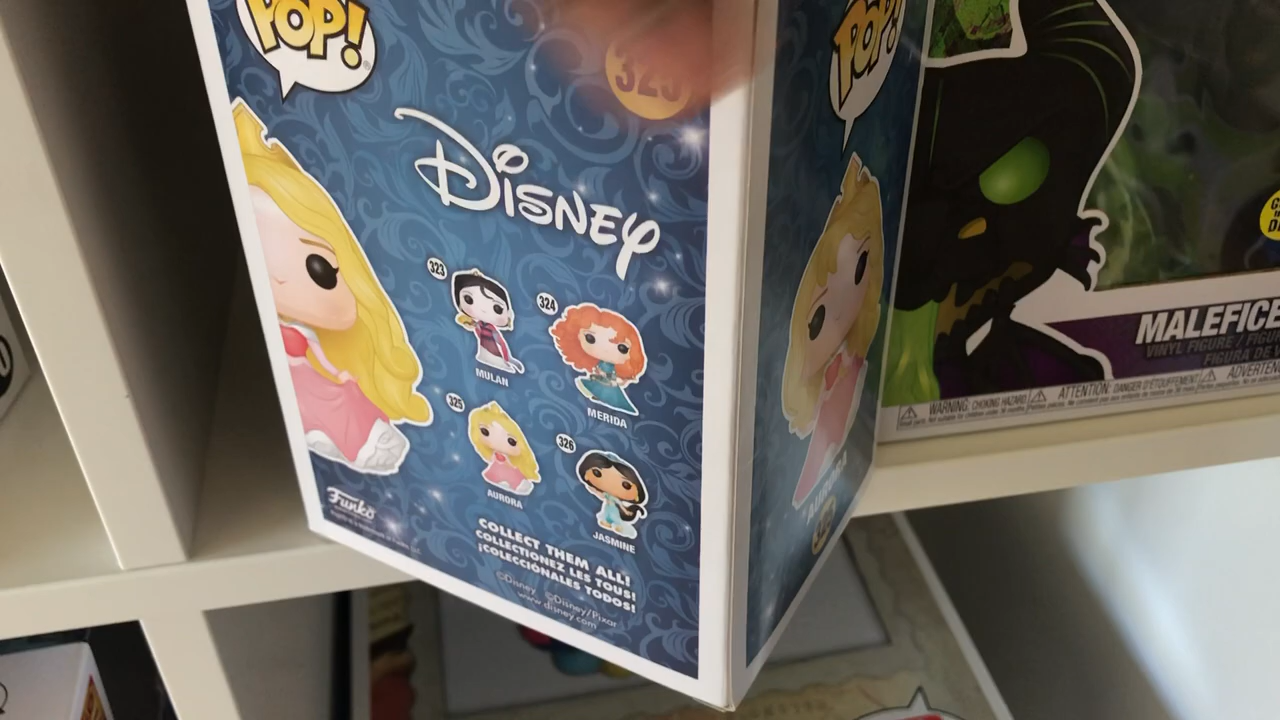 POP!
325
DISNEY
323
MULAN
324
MERIDA
325
AURORA
326
JASMINE
Funko
COLLECT THEM ALL!
COLLECTIONEZ LES TOUS!
¡COLECCIÓNALES TODOS!
©Disney ©Disney/Pixar
www.disney.com
POP!
AURORA
MALEFICE
VINYL FIGURE / FIGU
FIGURA DE
WARNING: CHOKING HAZARD
ATTENTION: DANGER D'ÉTOUFFEMENT
ADVERTEN